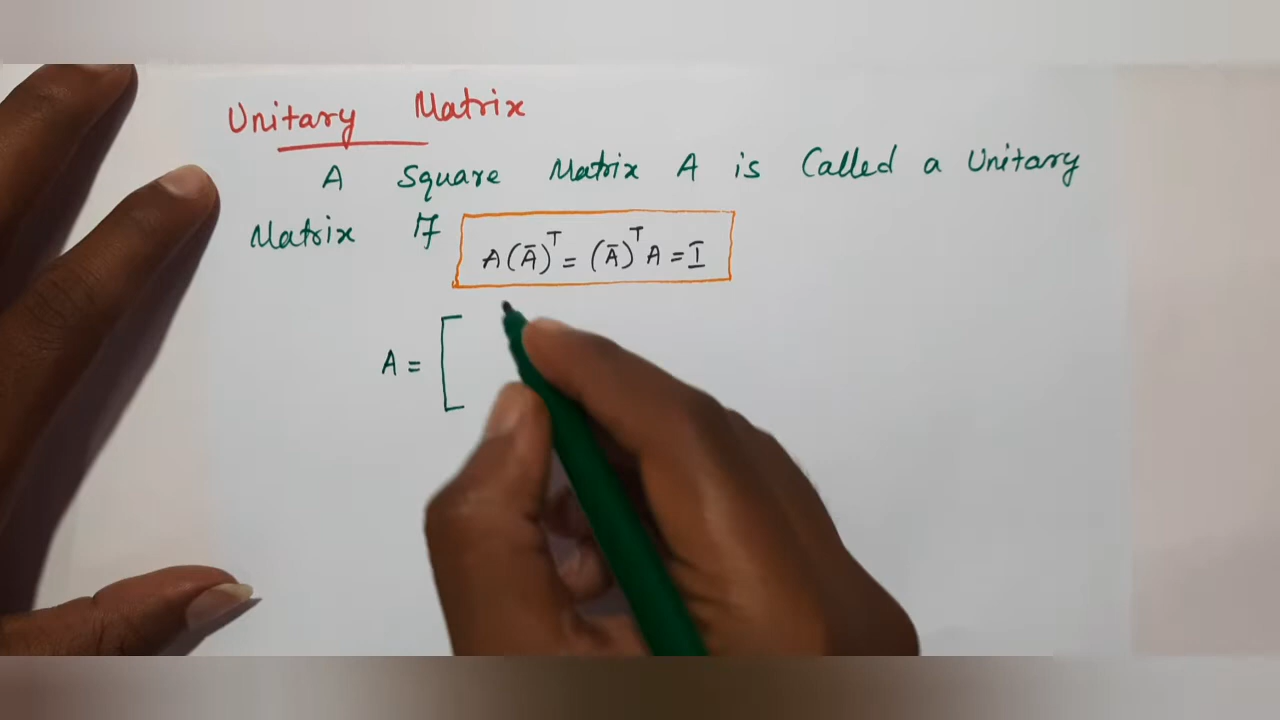 Unitary Matrix
A Square Matrix A is Called a Unitary
Matrix If A(Ā)ᵀ = (Ā)ᵀ A = I
A = [